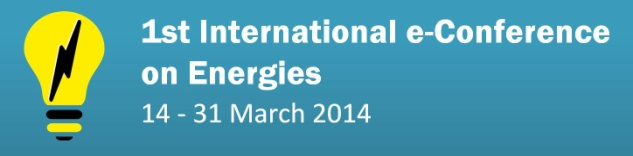 1st International e-Conference
on Energies
14 - 31 March 2014